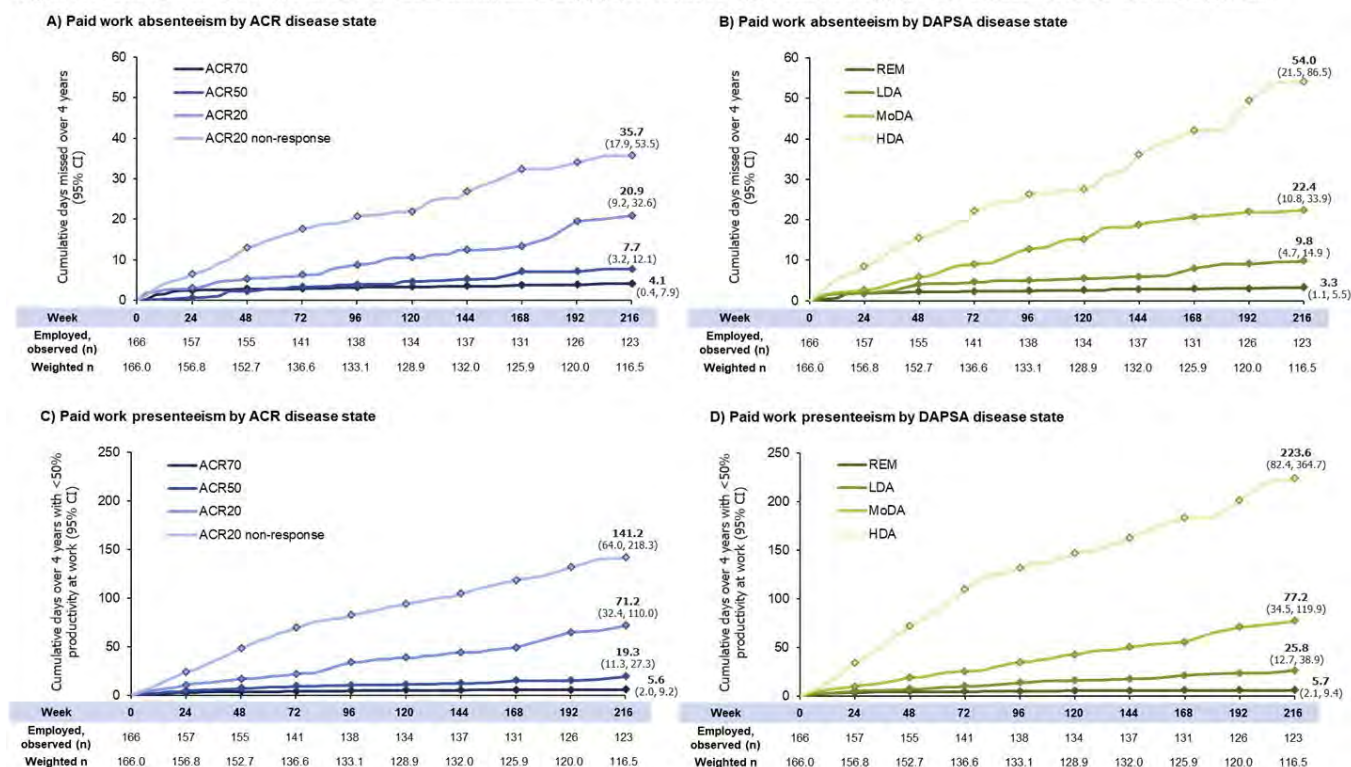 A) Paid work absenteeism by ACR disease state
Cumulative days missed over 4 years
(95% CI)
60
50
40
30
20
10
0
ACR70
ACR50
ACR20
ACR20 non-response
35.7
(17.9, 53.5)
20.9
(9.2, 32.6)
7.7
(3.2, 12.1)
4.1
(0.4, 7.9)
Week 0 24 48 72 96 120 144 168 192 216
Employed, observed (n) 166 157 155 141 138 134 137 131 126 123
Weighted n 166.0 156.8 152.7 136.6 133.1 128.9 132.0 125.9 120.0 116.5
B) Paid work absenteeism by DAPSA disease state
Cumulative days missed over 4 years
(95% CI)
60
50
40
30
20
10
0
REM
LDA
MoDA
HDA
54.0
(21.5, 86.5)
22.4
(10.8, 33.9)
9.8
(4.7, 14.9 )
3.3
(1.1, 5.5)
Week 0 24 48 72 96 120 144 168 192 216
Employed, observed (n) 166 157 155 141 138 134 137 131 126 123
Weighted n 166.0 156.8 152.7 136.6 133.1 128.9 132.0 125.9 120.0 116.5
C) Paid work presenteeism by ACR disease state
Cumulative days over 4 years with <50%
productivity at work (95% CI)
250
200
150
100
50
0
ACR70
ACR50
ACR20
ACR20 non-response
141.2
(64.0, 218.3)
71.2
(32.4, 110.0)
19.3
(11.3, 27.3)
5.6
(2.0, 9.2)
Week 0 24 48 72 96 120 144 168 192 216
Employed, observed (n) 166 157 155 141 138 134 137 131 126 123
Weighted n 166.0 156.8 152.7 136.6 133.1 128.9 132.0 125.9 120.0 116.5
D) Paid work presenteeism by DAPSA disease state
Cumulative days over 4 years with <50%
productivity at work (95% CI)
250
200
150
100
50
0
REM
LDA
MoDA
HDA
223.6
(82.4, 364.7)
77.2
(34.5, 119.9)
25.8
(12.7, 38.9)
5.7
(2.1, 9.4)
Week 0 24 48 72 96 120 144 168 192 216
Employed, observed (n) 166 157 155 141 138 134 137 131 126 123
Weighted n 166.0 156.8 152.7 136.6 133.1 128.9 132.0 125.9 120.0 116.5